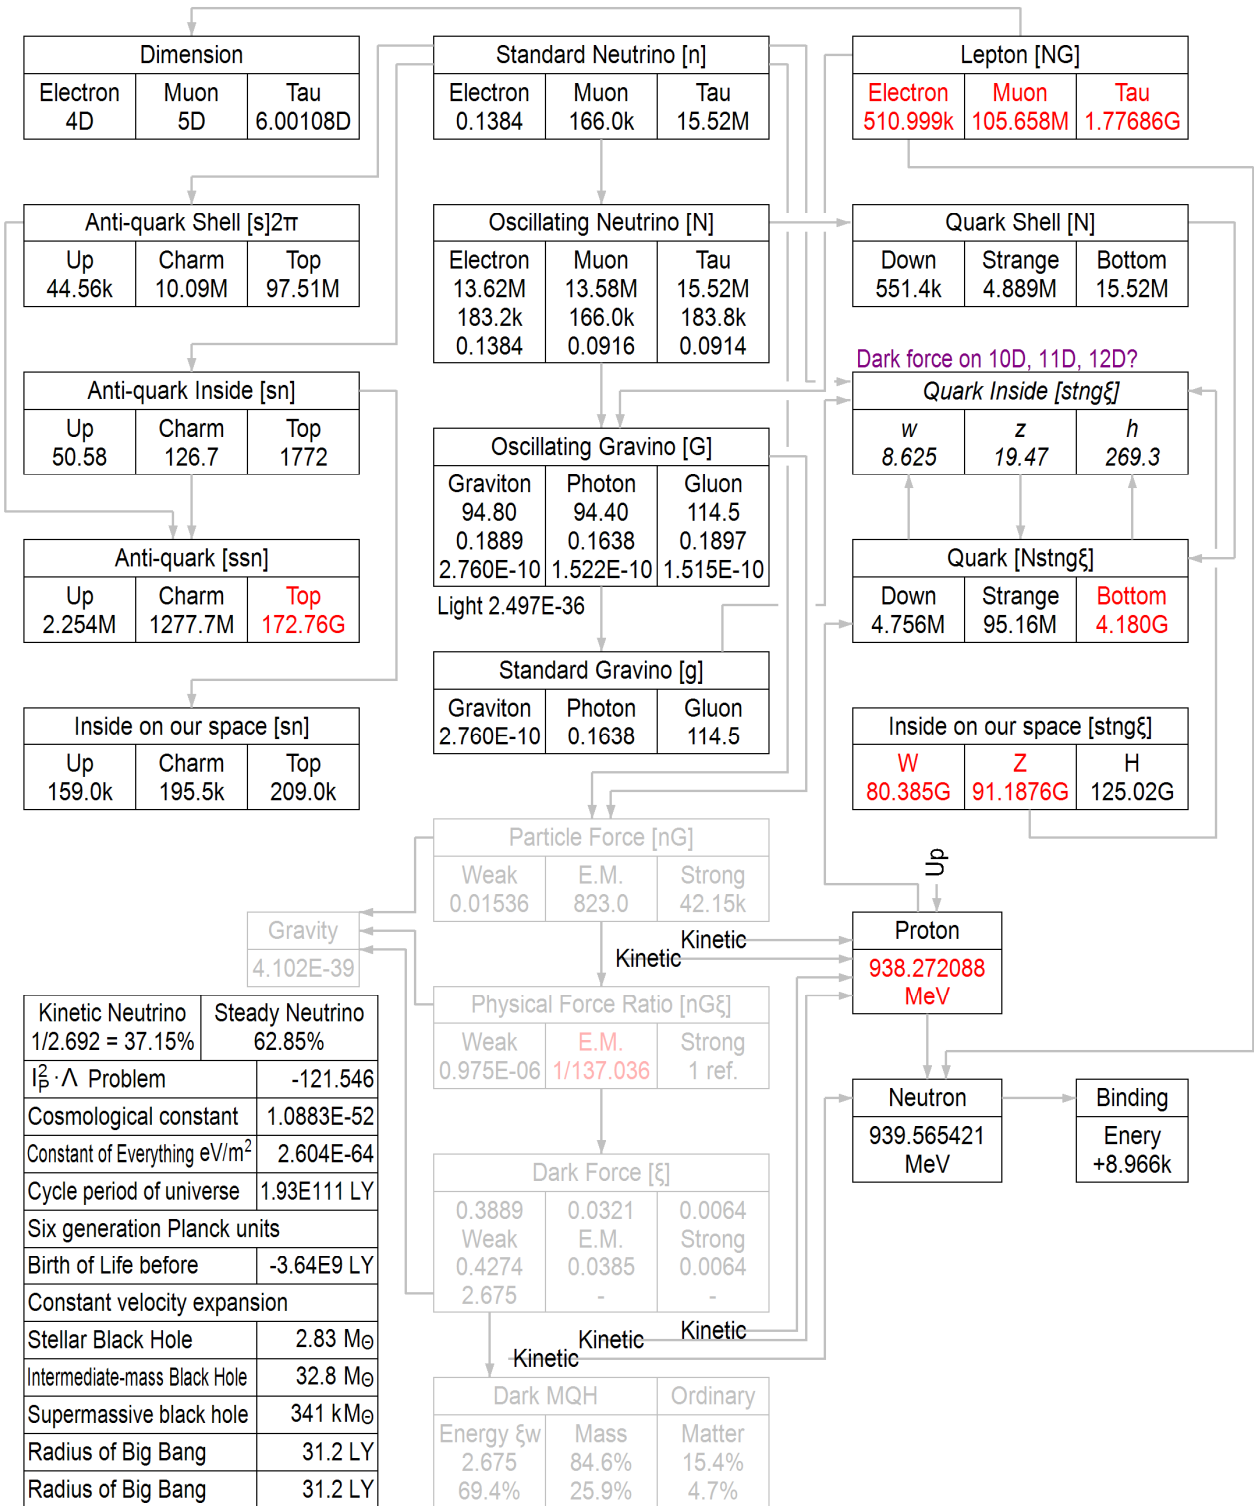 Dimension
Electron Muon Tau
4D 5D 6.00108D
Standard Neutrino [n]
Electron Muon Tau
0.1384 166.0k 15.52M
Lepton [NG]
Electron Muon Tau
510.999k 105.658M 1.77686G
Anti-quark Shell [s]2π
Up Charm Top
44.56k 10.09M 97.51M
Oscillating Neutrino [N]
Electron Muon Tau
13.62M 13.58M 15.52M
183.2k 166.0k 183.8k
0.1384 0.0916 0.0914
Quark Shell [N]
Down Strange Bottom
551.4k 4.889M 15.52M
Anti-quark Inside [sn]
Up Charm Top
50.58 126.7 1772
Dark force on 10D, 11D, 12D?
Quark Inside [stngξ]
w z h
8.625 19.47 269.3
Oscillating Gravino [G]
Graviton Photon Gluon
94.80 94.40 114.5
0.1889 0.1638 0.1897
2.760E-10 1.522E-10 1.515E-10
Light 2.497E-36
Anti-quark [ssn]
Up Charm Top
2.254M 1277.7M 172.76G
Quark [Nstngξ]
Down Strange Bottom
4.756M 95.16M 4.180G
Standard Gravino [g]
Graviton Photon Gluon
2.760E-10 0.1638 114.5
Inside on our space [sn]
Up Charm Top
159.0k 195.5k 209.0k
Inside on our space [stngξ]
W Z H
80.385G 91.1876G 125.02G
Particle Force [nG]
Weak E.M. Strong
0.01536 823.0 42.15k
Up
Gravity
4.102E-39
Kinetic
Kinetic
Proton
938.272088
MeV
Physical Force Ratio [nGξ]
Weak E.M. Strong
0.975E-06 1/137.036 1 ref.
Neutron
939.565421
MeV
Binding
Enery
+8.966k
Dark Force [ξ]
0.3889 0.0321 0.0064
Weak E.M. Strong
0.4274 0.0385 0.0064
2.675 - -
Kinetic
Kinetic
Kinetic
Dark MQH Ordinary
Energy ξw Mass Matter
2.675 84.6% 15.4%
69.4% 25.9% 4.7%
Kinetic Neutrino Steady Neutrino
1/2.692 = 37.15% 62.85%
l²ₚ·Λ Problem -121.546
Cosmological constant 1.0883E-52
Constant of Everything eV/m² 2.604E-64
Cycle period of universe 1.93E111 LY
Six generation Planck units
Birth of Life before -3.64E9 LY
Constant velocity expansion
Stellar Black Hole 2.83 M⊙
Intermediate-mass Black Hole 32.8 M⊙
Supermassive black hole 341 kM⊙
Radius of Big Bang 31.2 LY
Radius of Big Bang 31.2 LY